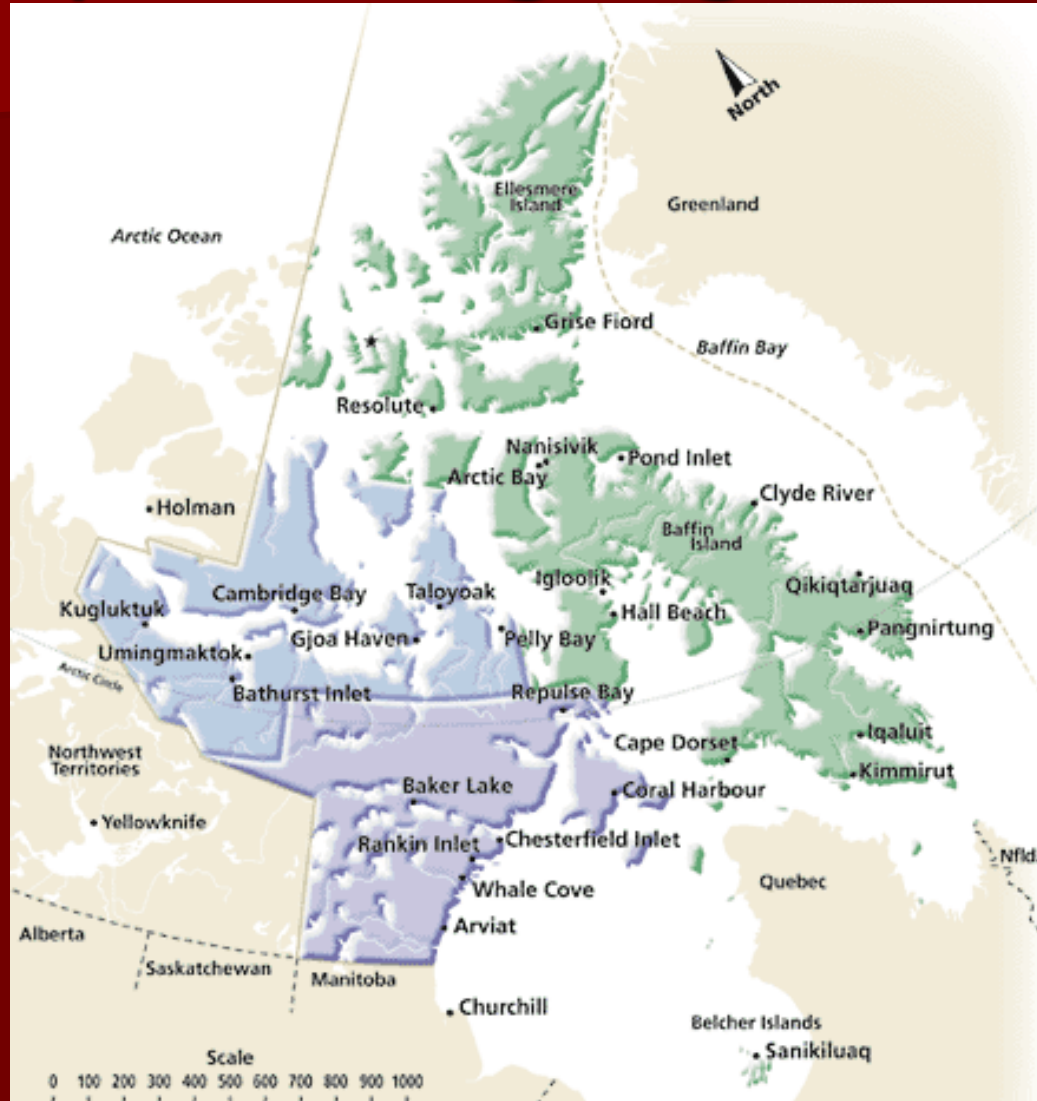 North
Ellesmere
Island
Greenland
Arctic Ocean
Grise Fiord
Baffin Bay
Resolute
Nanisivik
Pond Inlet
Arctic Bay
Clyde River
Holman
Baffin
Island
Igloolik
Qikiqtarjuaq
Cambridge Bay
Taloyoak
Kugluktuk
Hall Beach
Gjoa Haven
Pelly Bay
Pangnirtung
Umingmaktok
Arctic Circle
Bathurst Inlet
Repulse Bay
Iqaluit
Cape Dorset
Northwest
Territories
Kimmirut
Baker Lake
Coral Harbour
Yellowknife
Rankin Inlet
Chesterfield Inlet
Nfld
Whale Cove
Quebec
Arviat
Alberta
Saskatchewan
Manitoba
Churchill
Belcher Islands
Sanikiluaq
Scale
0 100 200 300 400 500 600 700 800 900 1000